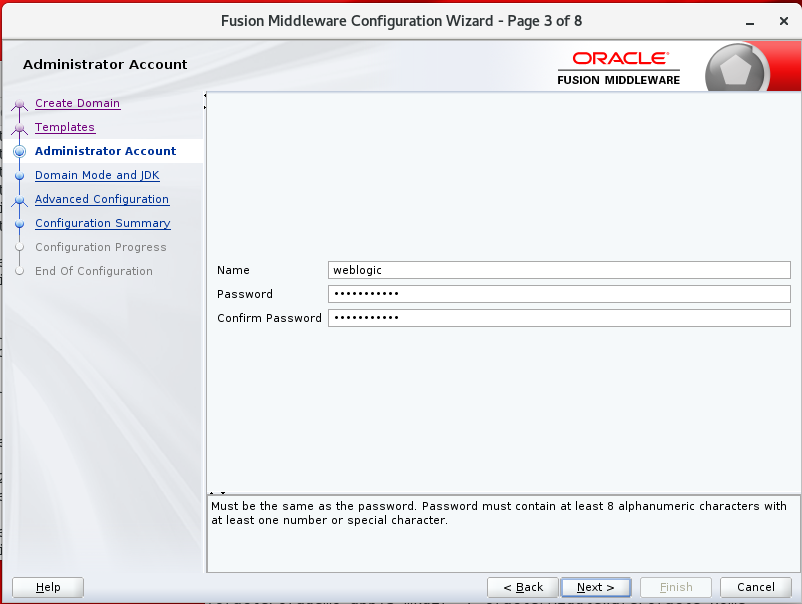 Fusion Middleware Configuration Wizard - Page 3 of 8
Administrator Account
ORACLE
FUSION MIDDLEWARE
Create Domain
Templates
Administrator Account
Domain Mode and JDK
Advanced Configuration
Configuration Summary
Configuration Progress
End Of Configuration
Name weblogic
Password •••••••••••
Confirm Password •••••••••••
Must be the same as the password. Password must contain at least 8 alphanumeric characters with
at least one number or special character.
Help < Back Next > Finish Cancel